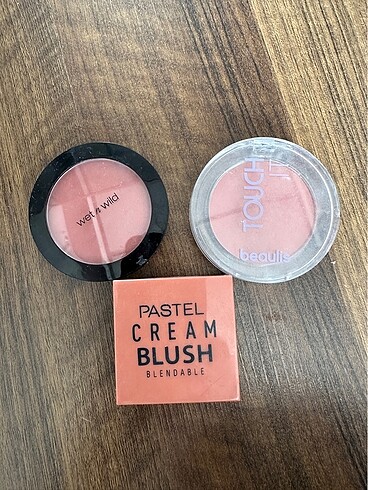 wet n wild
TOUCH
beaulis
PASTEL
CREAM
BLUSH
BLENDABLE